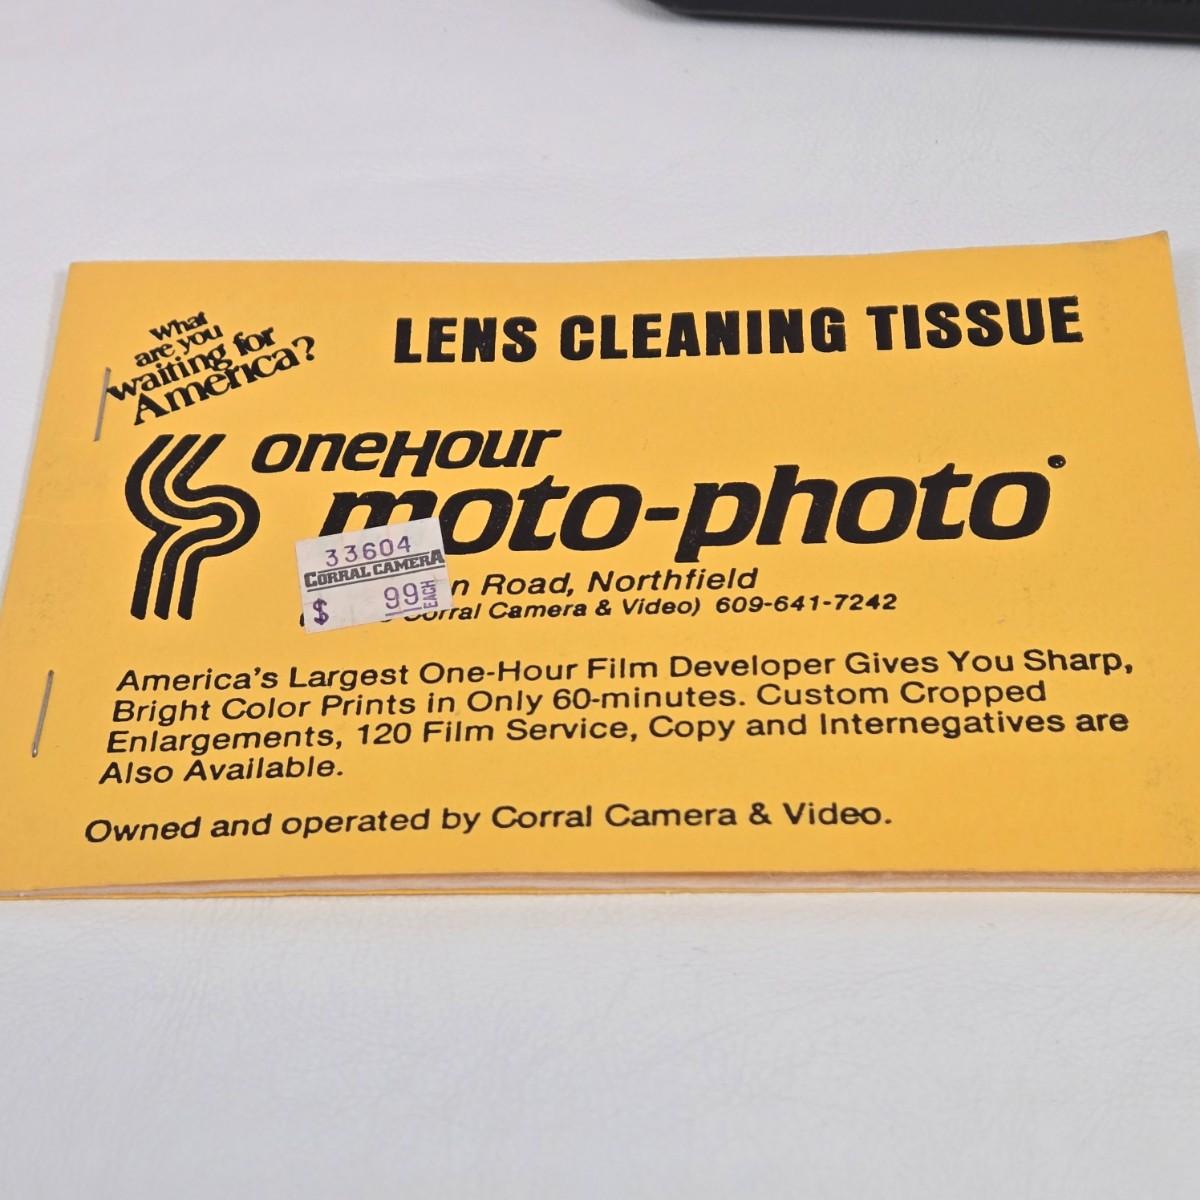 What
are you
waiting for
America?
LENS CLEANING TISSUE
oneHour
moto-photo
33604
CORRAL CAMERA
$ 99 EACH
Road, Northfield
Corral Camera & Video) 609-641-7242
America's Largest One-Hour Film Developer Gives You Sharp,
Bright Color Prints in Only 60-minutes. Custom Cropped
Enlargements, 120 Film Service, Copy and Internegatives are
Also Available.
Owned and operated by Corral Camera & Video.